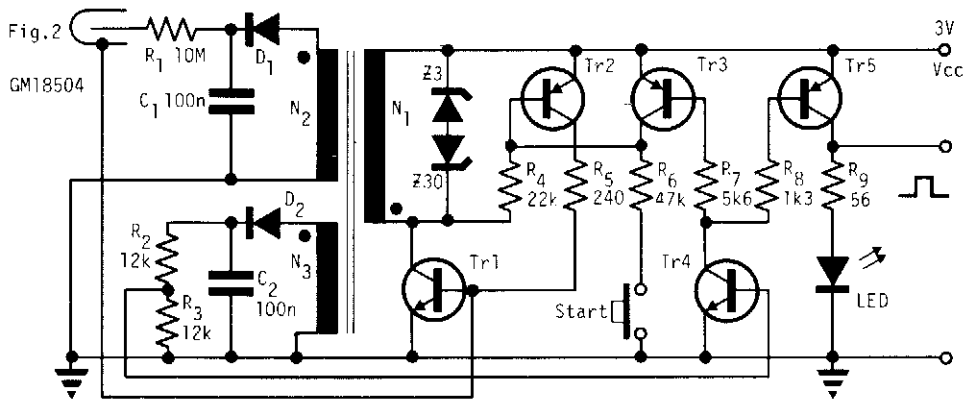 Fig.2
GM18504
R1 10M
D1
C1 100n
N2
N1
Z3
Z30
Tr2
Tr3
Tr5
3V
Vcc
R4 22k
R5 240
R6 47k
R7 5k6
R8 1k3
R9 56
R2 12k
R3 12k
D2
C2 100n
N3
Tr1
Start
Tr4
LED